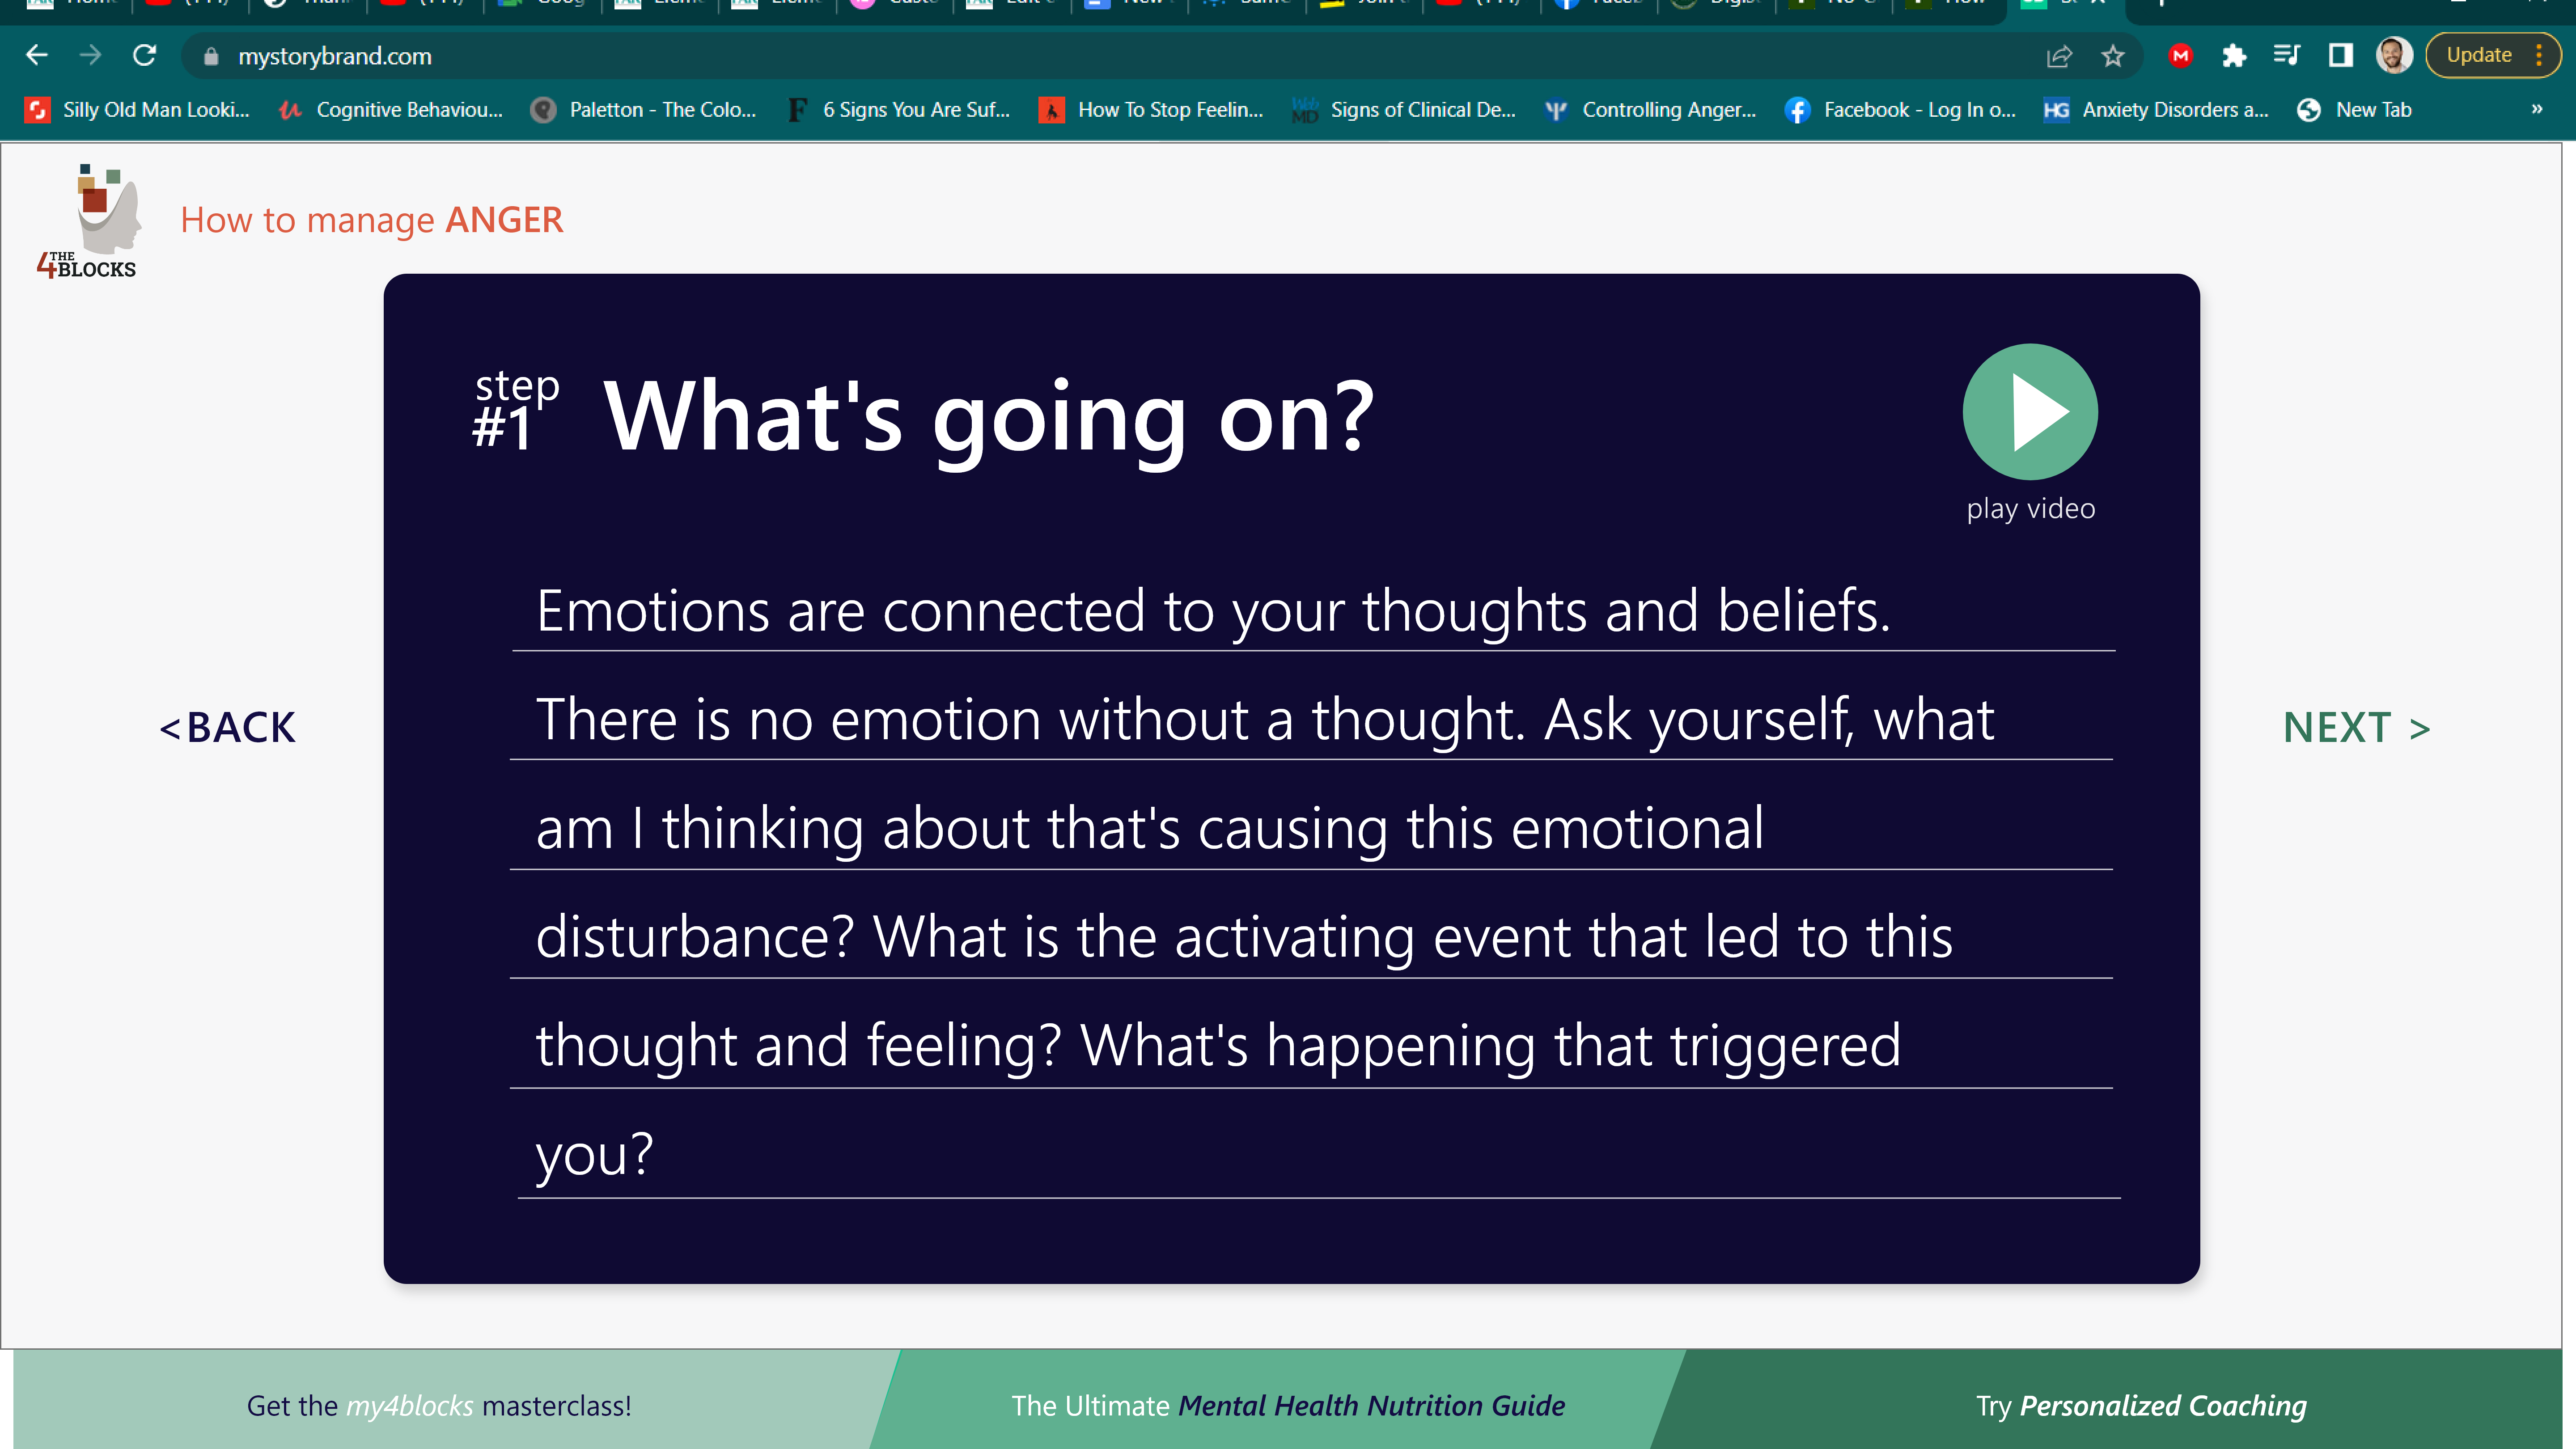 mystorybrand.com
Update
Silly Old Man Looki... Cognitive Behaviou... Paletton - The Colo... 6 Signs You Are Suf... How To Stop Feelin... Signs of Clinical De... Controlling Anger... Facebook - Log In o... Anxiety Disorders a... New Tab »
THE
4BLOCKS
How to manage ANGER
step
#1
What's going on?
play video
Emotions are connected to your thoughts and beliefs.
There is no emotion without a thought. Ask yourself, what
am I thinking about that's causing this emotional
disturbance? What is the activating event that led to this
thought and feeling? What's happening that triggered
you?
<BACK
NEXT >
Get the my4blocks masterclass!
The Ultimate Mental Health Nutrition Guide
Try Personalized Coaching